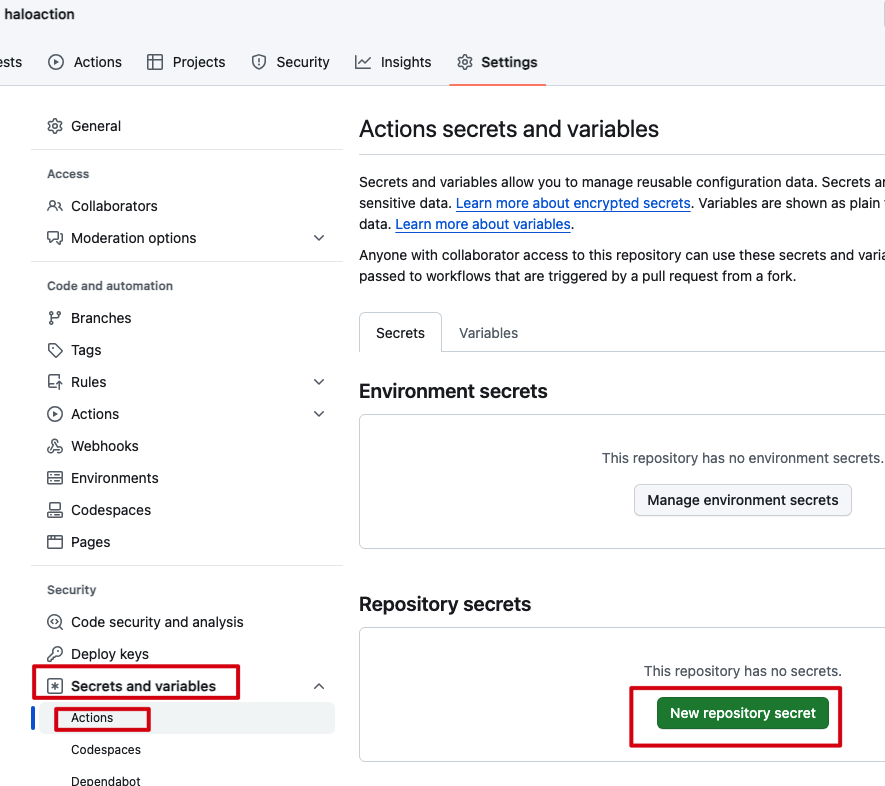 haloaction
ests
Actions
Projects
Security
Insights
Settings
General
Access
Collaborators
Moderation options
Code and automation
Branches
Tags
Rules
Actions
Webhooks
Environments
Codespaces
Pages
Security
Code security and analysis
Deploy keys
Secrets and variables
Actions
Codespaces
Dependabot
Actions secrets and variables
Secrets and variables allow you to manage reusable configuration data. Secrets
sensitive data. Learn more about encrypted secrets. Variables are shown as plain
data. Learn more about variables.
Anyone with collaborator access to this repository can use these secrets and
passed to workflows that are triggered by a pull request from a fork.
Secrets
Variables
Environment secrets
This repository has no environment secrets.
Manage environment secrets
Repository secrets
This repository has no secrets.
New repository secret